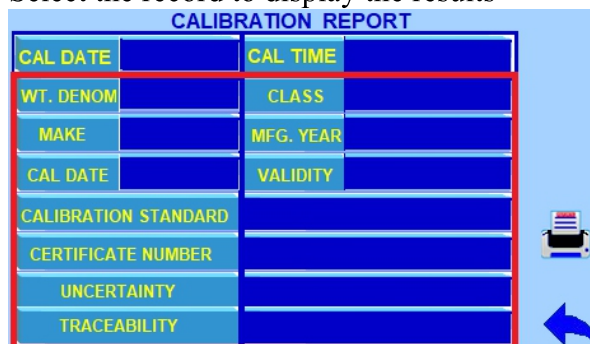 Select the record to display the results
CALIBRATION REPORT
CAL DATE CAL TIME
WT. DENOM CLASS
MAKE MFG. YEAR
CAL DATE VALIDITY
CALIBRATION STANDARD
CERTIFICATE NUMBER
UNCERTAINTY
TRACEABILITY